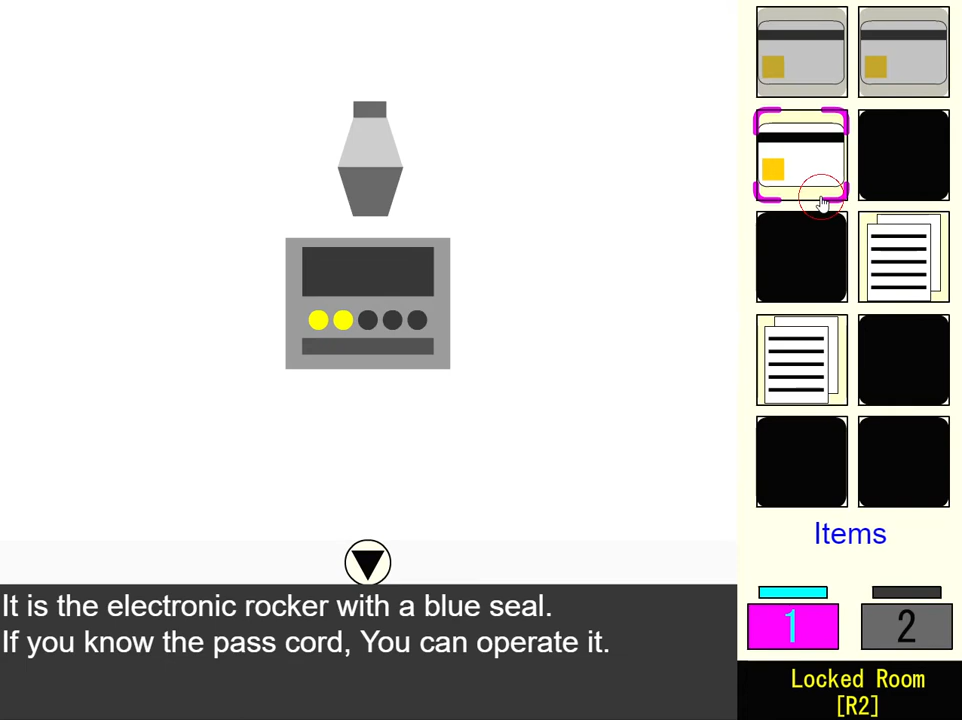 It is the electronic rocker with a blue seal.
If you know the pass cord, You can operate it.
Items
1 2
Locked Room
[R2]